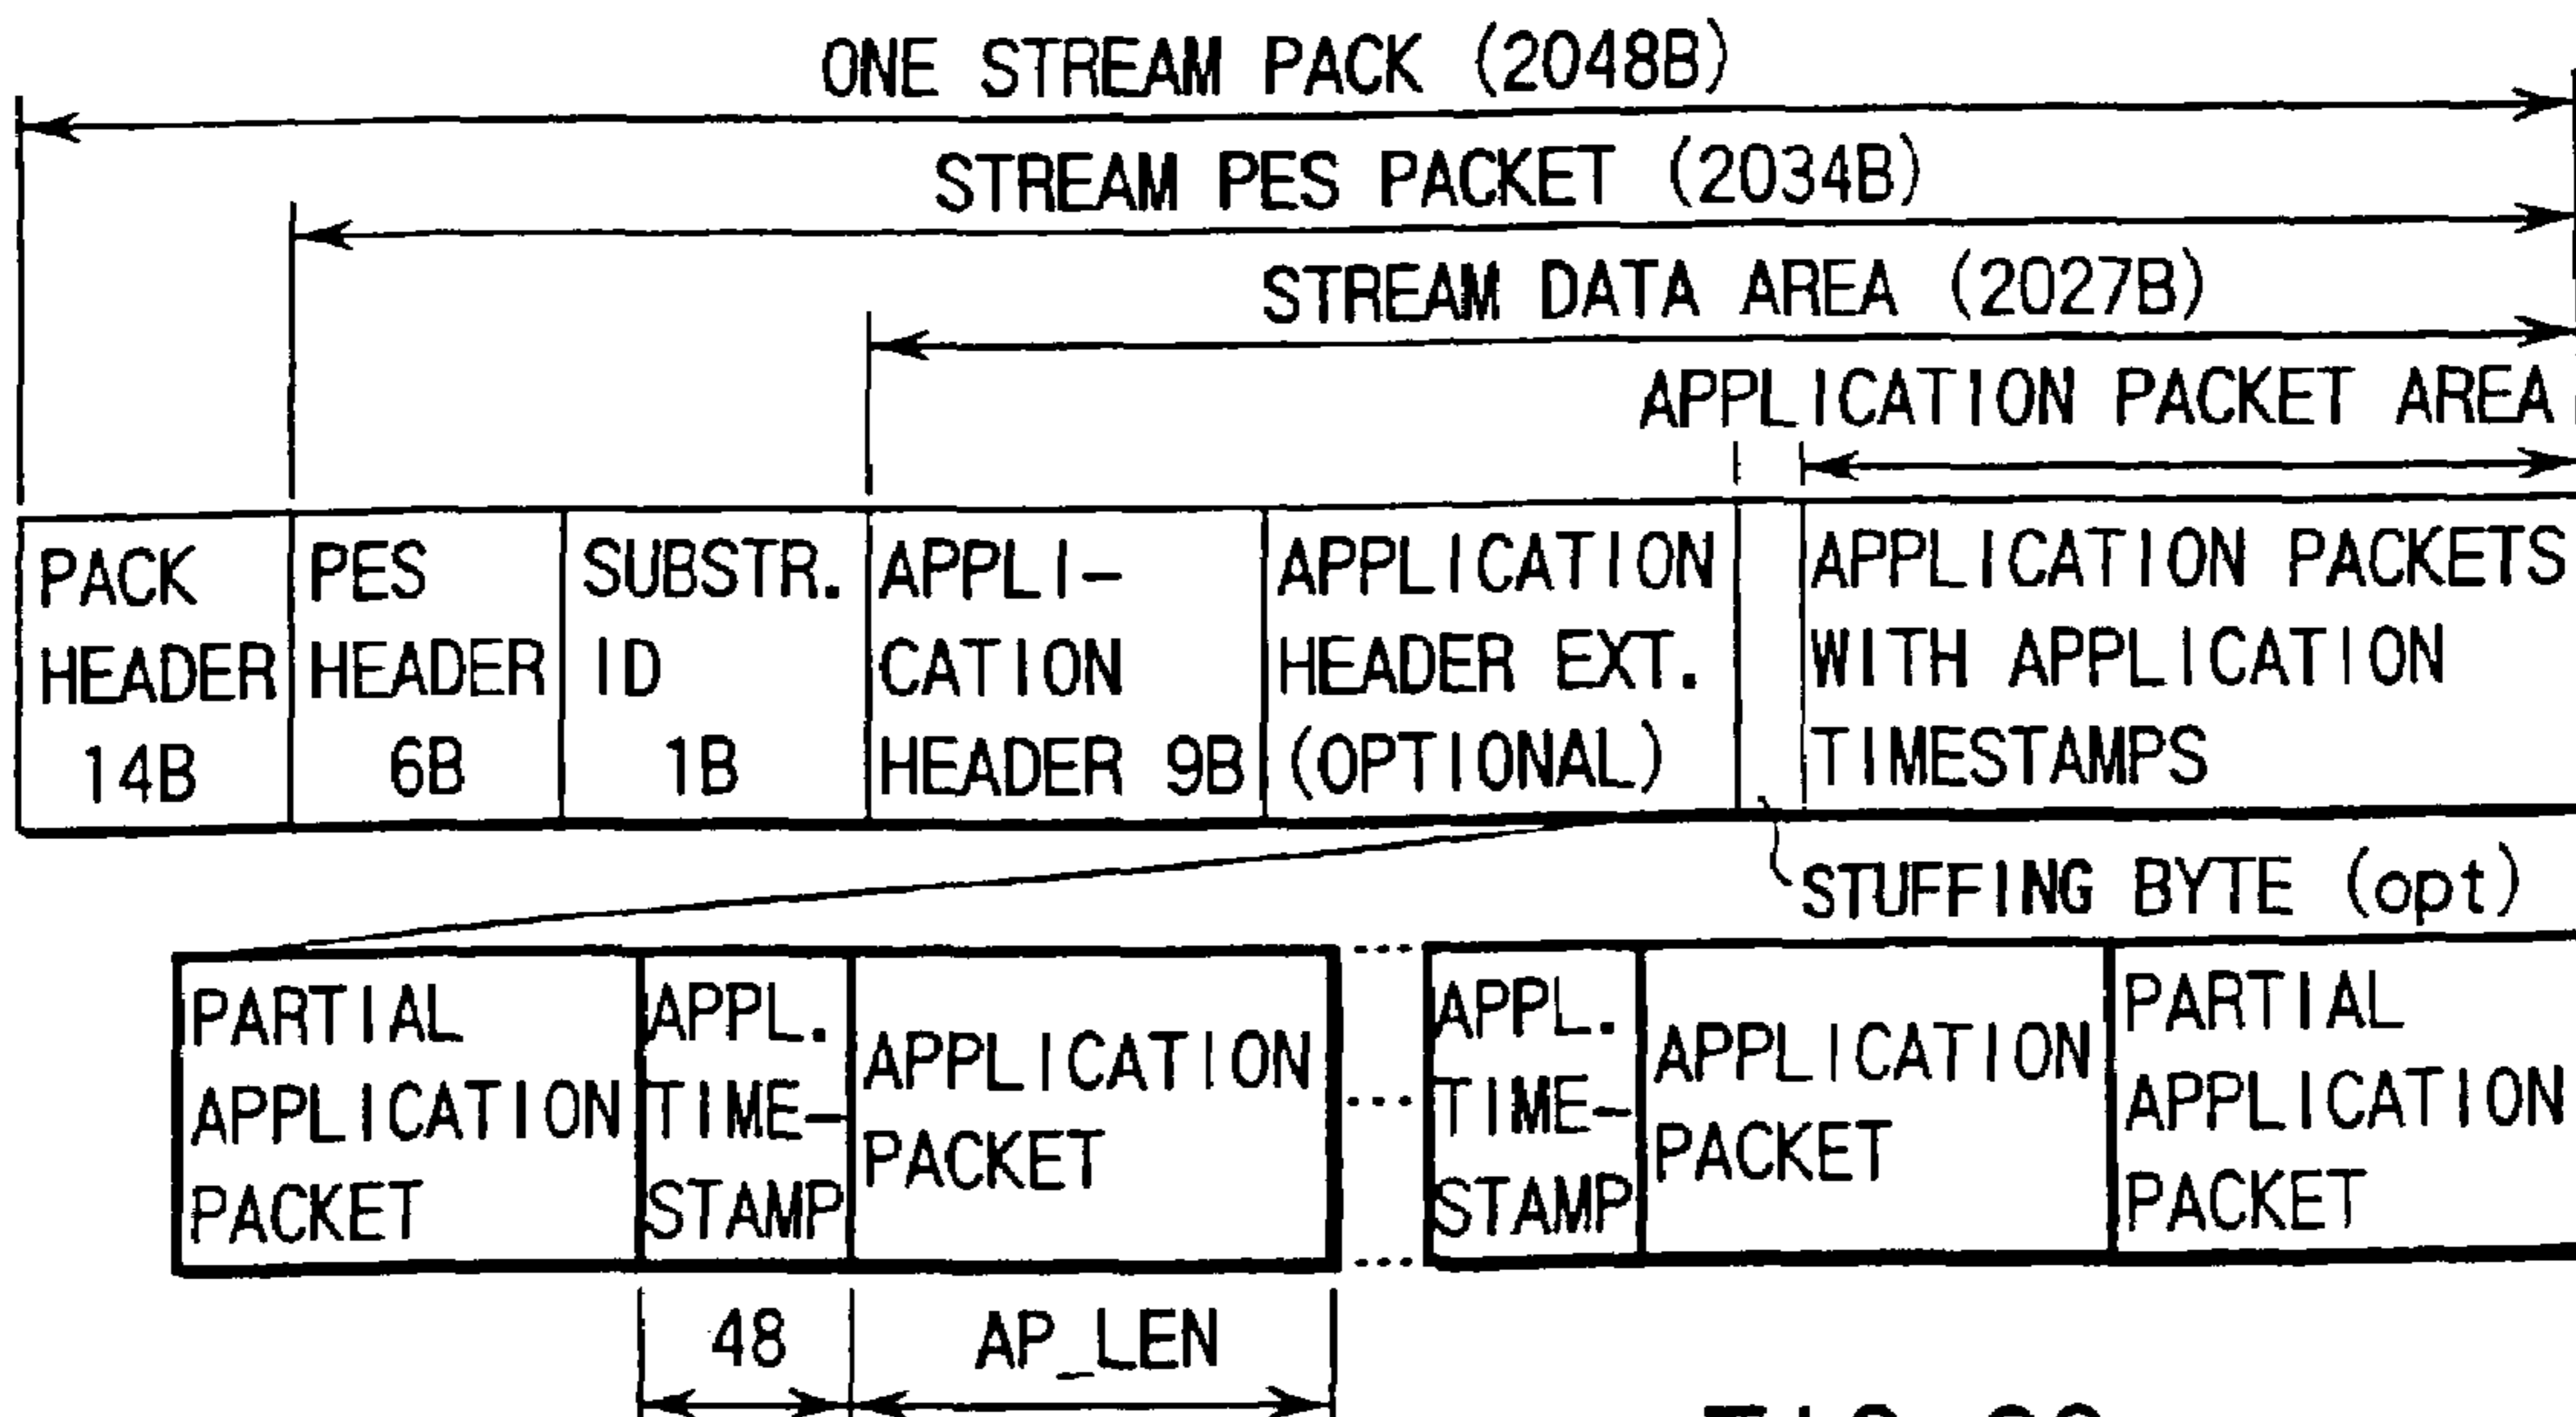 ONE STREAM PACK (2048B)
STREAM PES PACKET (2034B)
STREAM DATA AREA (2027B)
APPLICATION PACKET AREA
PACK
HEADER
14B
PES
HEADER
6B
SUBSTR.
ID
1B
APPLI-
CATION
HEADER 9B
APPLICATION
HEADER EXT.
(OPTIONAL)
APPLICATION PACKETS
WITH APPLICATION
TIMESTAMPS
STUFFING BYTE (opt)
PARTIAL
APPLICATION
PACKET
APPL.
TIME-
STAMP
APPLICATION
PACKET
...
APPL.
TIME-
STAMP
APPLICATION
PACKET
PARTIAL
APPLICATION
PACKET
48
AP_LEN